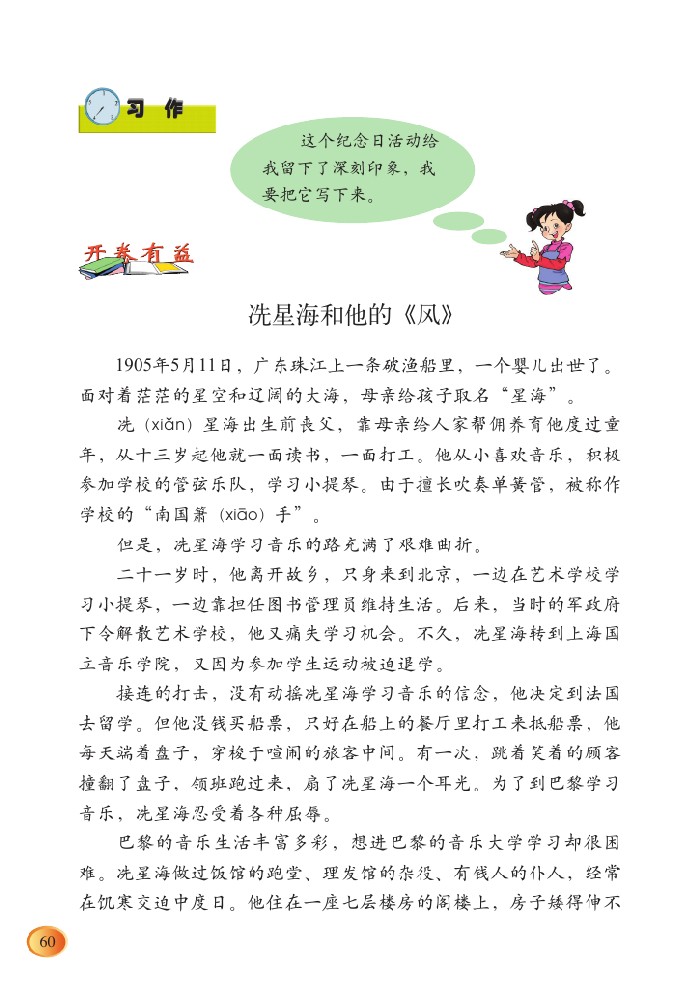 习 作
这个纪念日活动给
我留下了深刻印象，我
要把它写下来。
开卷有益
冼星海和他的《风》
1905年5月11日，广东珠江上一条破渔船里，一个婴儿出世了。
面对着茫茫的星空和辽阔的大海，母亲给孩子取名“星海”。
冼（xiǎn）星海出生前丧父，靠母亲给人家帮佣养育他度过童
年，从十三岁起他就一面读书，一面打工。他从小喜欢音乐，积极
参加学校的管弦乐队，学习小提琴。由于擅长吹奏单簧管，被称作
学校的“南国箫（xiāo）手”。
但是，冼星海学习音乐的路充满了艰难曲折。
二十一岁时，他离开故乡，只身来到北京，一边在艺术学校学
习小提琴，一边靠担任图书管理员维持生活。后来，当时的军政府
下令解散艺术学校，他又痛失学习机会。不久，冼星海转到上海国
立音乐学院，又因为参加学生运动被迫退学。
接连的打击，没有动摇冼星海学习音乐的信念，他决定到法国
去留学。但他没钱买船票，只好在船上的餐厅里打工来抵船票，他
每天端着盘子，穿梭于喧闹的旅客中间。有一次，跳着笑着的顾客
撞翻了盘子，领班跑过来，扇了冼星海一个耳光。为了到巴黎学习
音乐，冼星海忍受着各种屈辱。
巴黎的音乐生活丰富多彩，想进巴黎的音乐大学学习却很困
难。冼星海做过饭馆的跑堂、理发馆的杂役、有钱人的仆人，经常
在饥寒交迫中度日。他住在一座七层楼房的阁楼上，房子矮得伸不
60